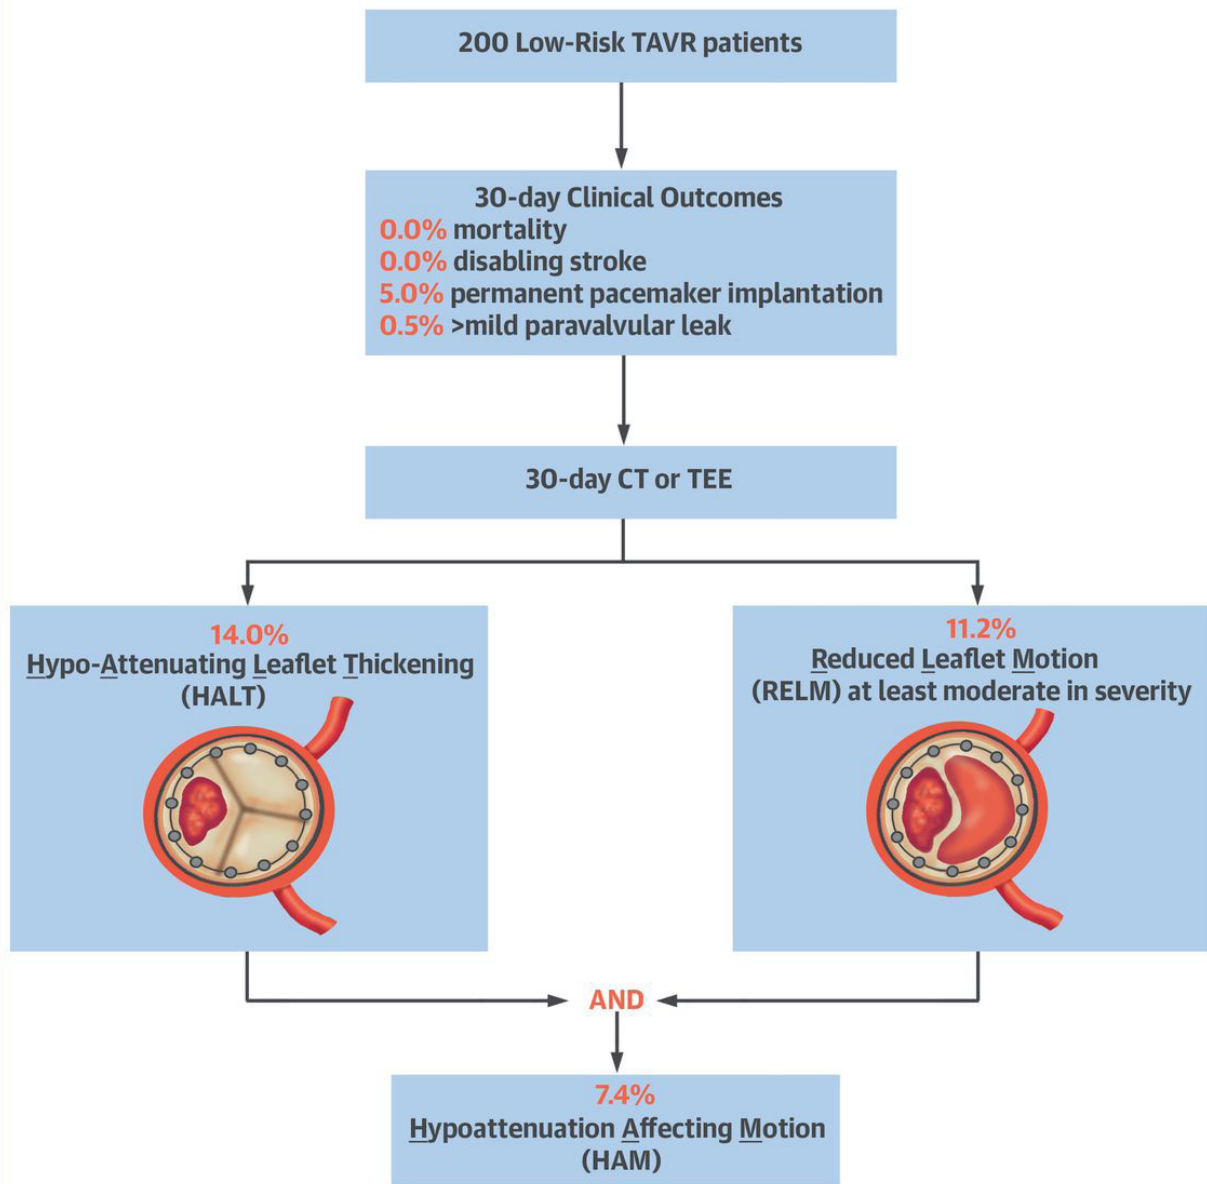 200 Low-Risk TAVR patients
30-day Clinical Outcomes
0.0% mortality
0.0% disabling stroke
5.0% permanent pacemaker implantation
0.5% >mild paravalvular leak
30-day CT or TEE
14.0%
Hypo-Attenuating Leaflet Thickening
(HALT)
11.2%
Reduced Leaflet Motion
(RELM) at least moderate in severity
AND
7.4%
Hypoattenuation Affecting Motion
(HAM)